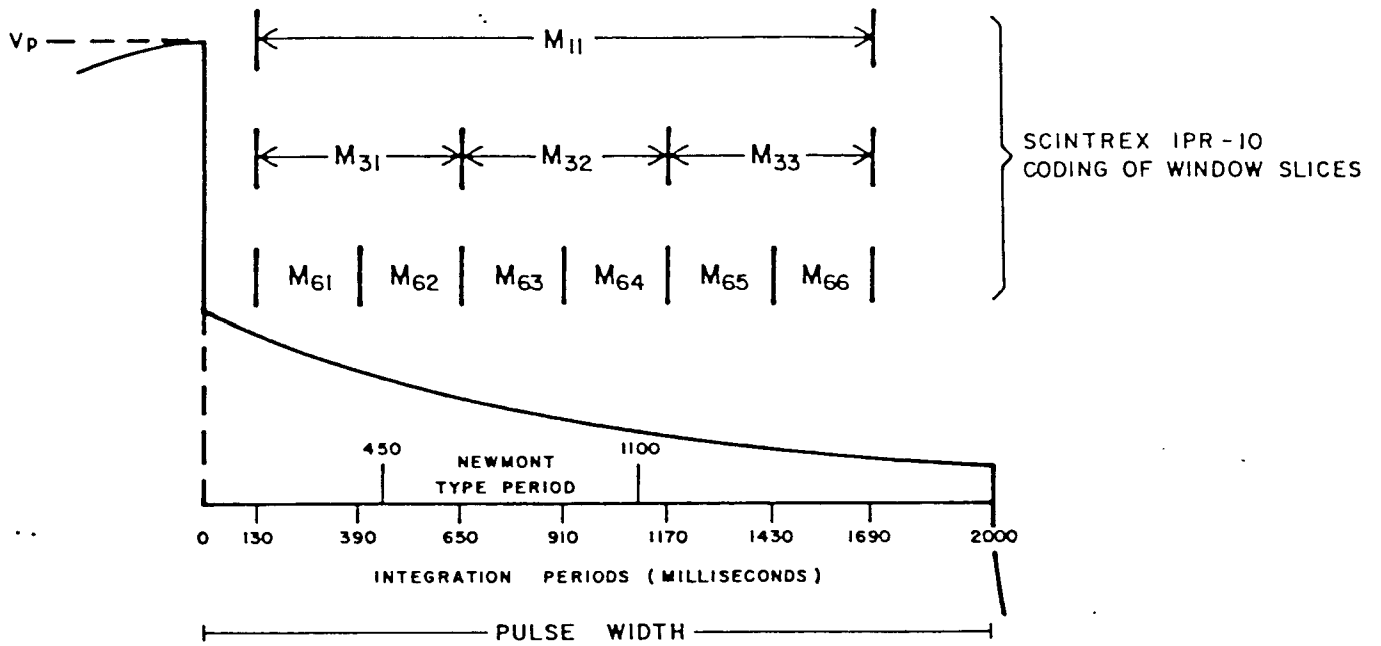 Vp
M11
M31 M32 M33
SCINTREX IPR-10
CODING OF WINDOW SLICES
M61 M62 M63 M64 M65 M66
450 1100
NEWMONT
TYPE PERIOD
0 130 390 650 910 1170 1430 1690 2000
INTEGRATION PERIODS (MILLISECONDS)
PULSE WIDTH